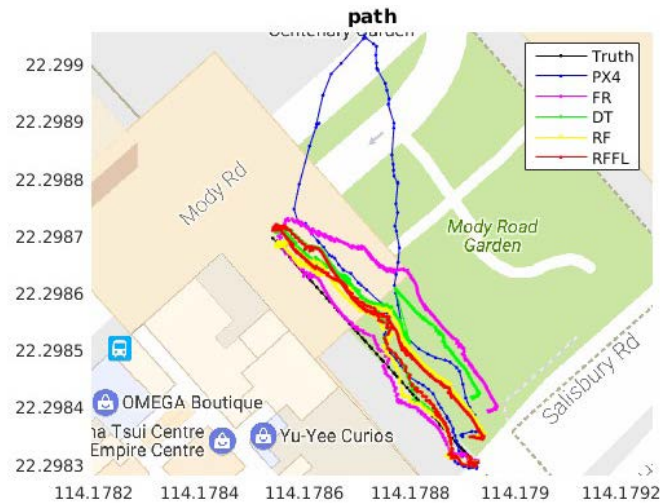 path
Centenary Garden
22.299
22.2989
22.2988
22.2987
22.2986
22.2985
22.2984
22.2983
Truth
PX4
FR
DT
RF
RFFL
Mody Rd
Mody Road
Garden
Salisbury Rd
OMEGA Boutique
Tsui Centre
Empire Centre
Yu-Yee Curios
114.1782
114.1784
114.1786
114.1788
114.179
114.1792